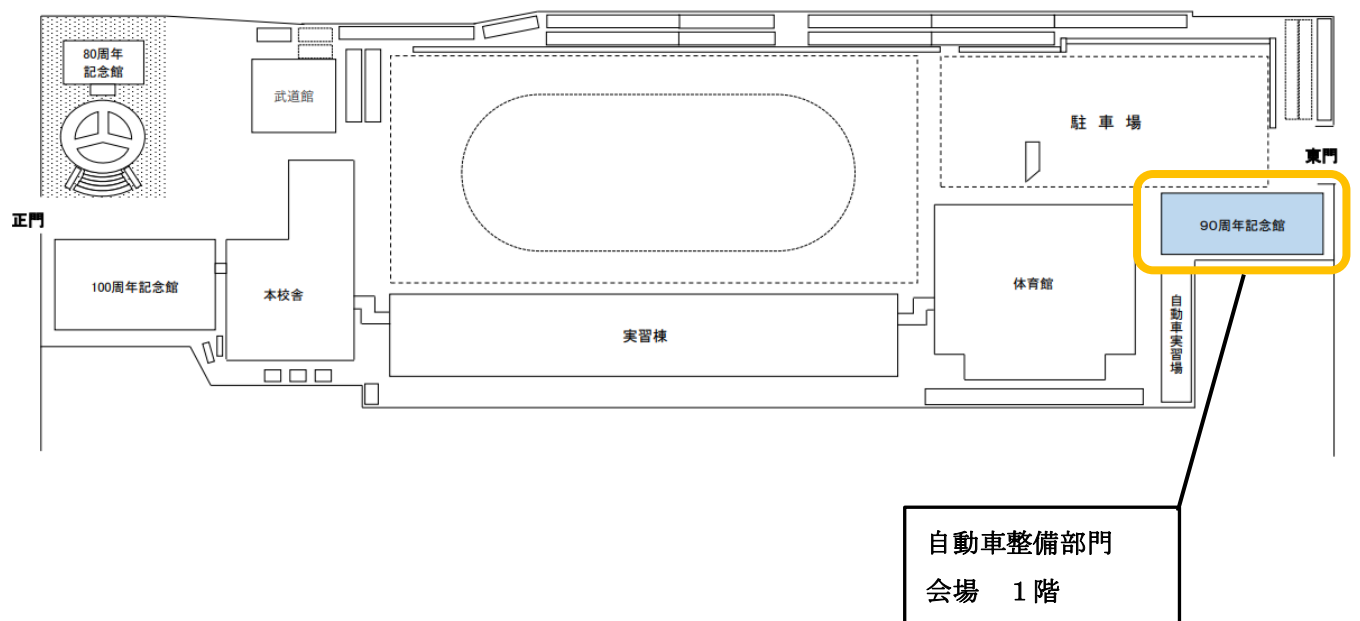 80周年
記念館
武道館
駐 車 場
東門
正門
90周年記念館
100周年記念館
本校舎
体育館
実習棟
自動車実習場
自動車整備部門
会場　１階